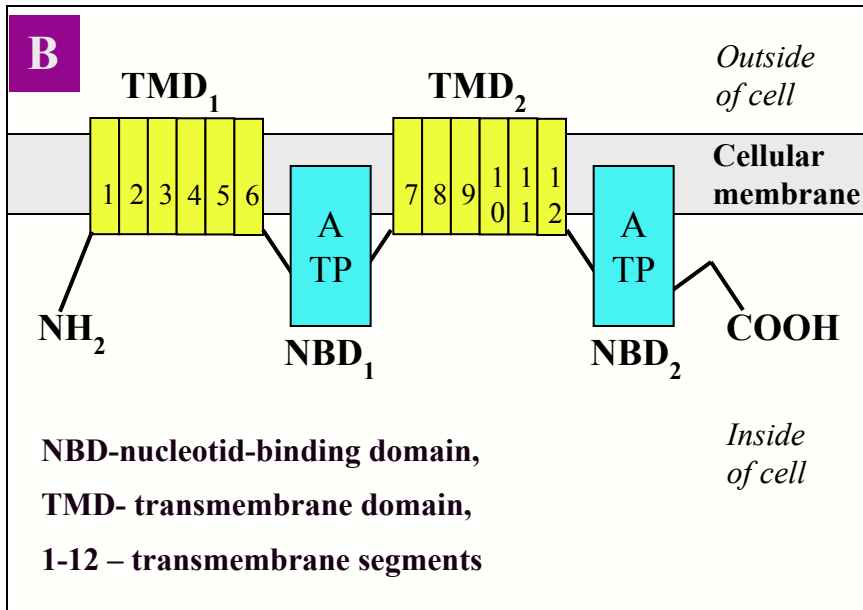 B
TMD₁
TMD₂
Outside
of cell
Cellular
membrane
1 2 3 4 5 6
7 8 9 10 11 12
A
TP
A
TP
NH₂
NBD₁
NBD₂
COOH
Inside
of cell
NBD-nucleotid-binding domain,
TMD- transmembrane domain,
1-12 – transmembrane segments